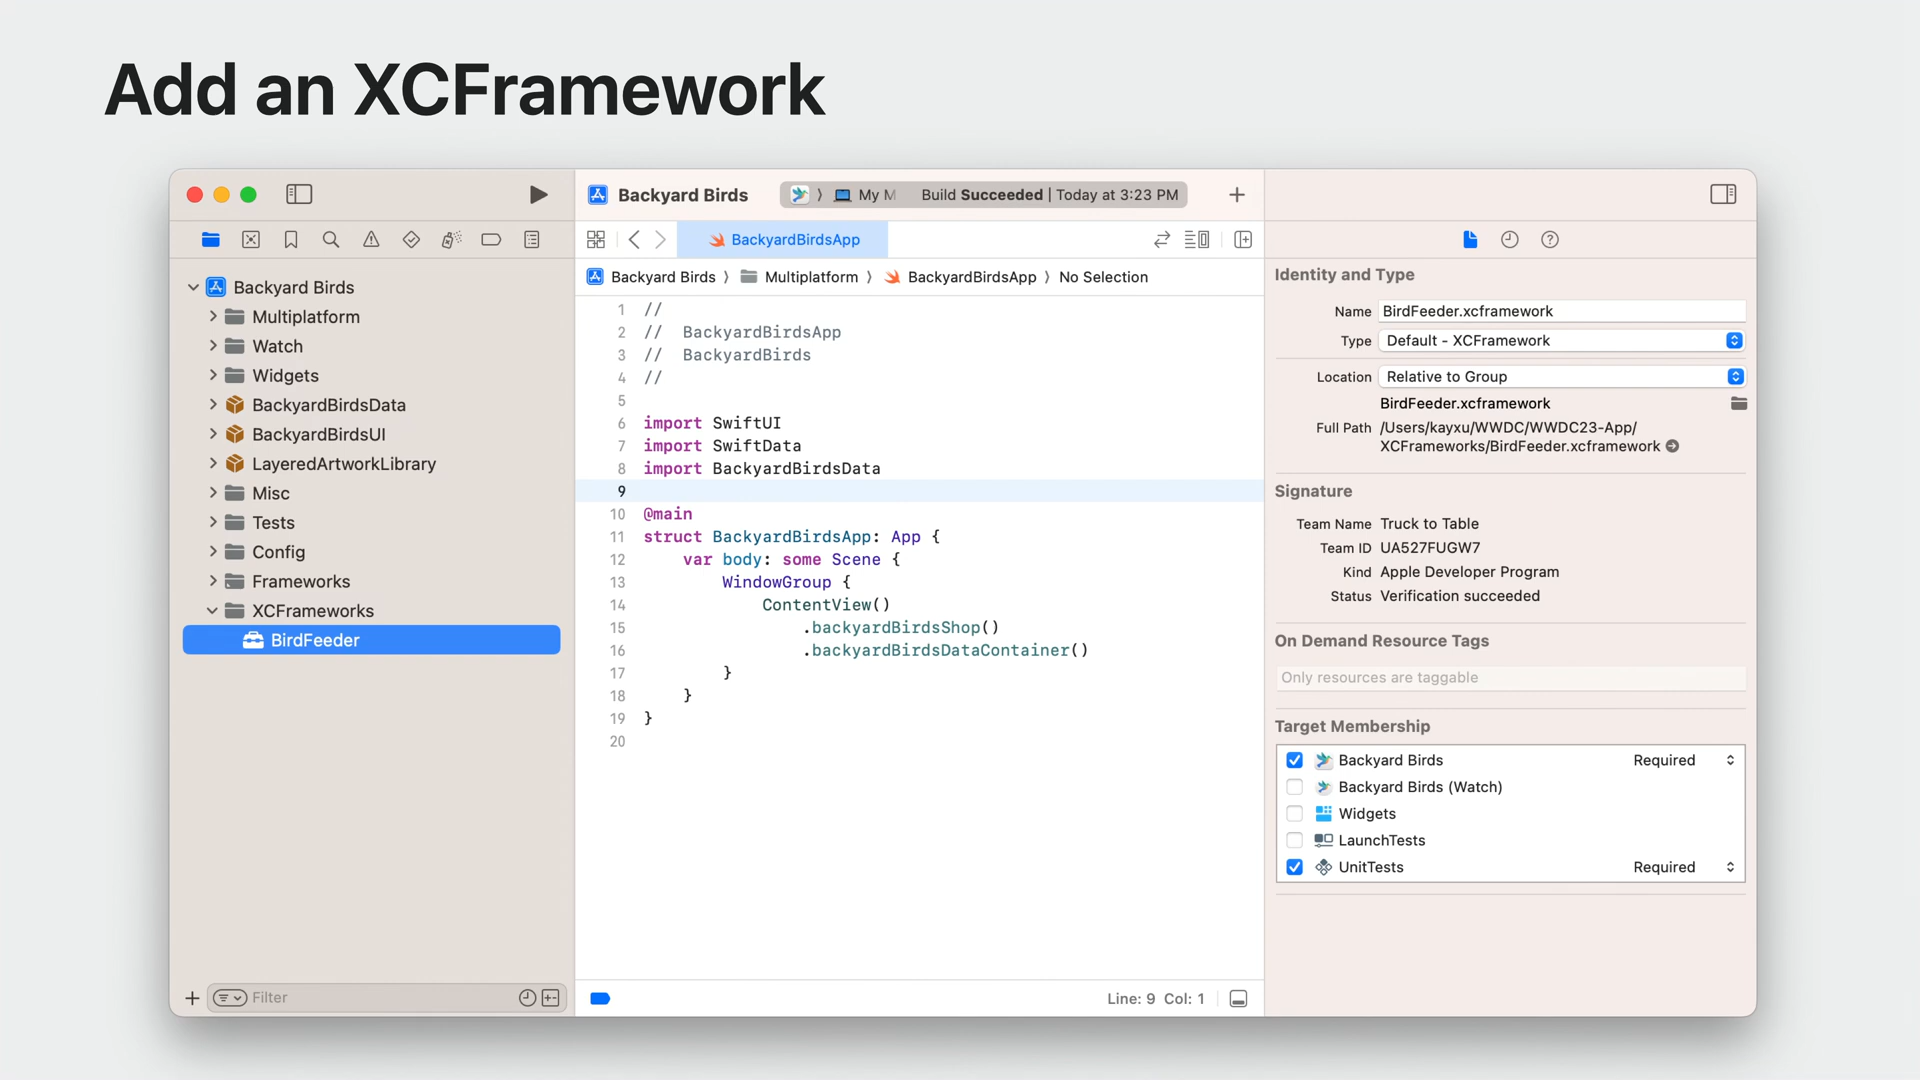 Add an XCFramework
Backyard Birds
My M
Build Succeeded | Today at 3:23 PM
BackyardBirdsApp
Backyard Birds
Multiplatform
Watch
Widgets
BackyardBirdsData
BackyardBirdsUI
LayeredArtworkLibrary
Misc
Tests
Config
Frameworks
XCFrameworks
BirdFeeder
Filter
Backyard Birds 〉 Multiplatform 〉 BackyardBirdsApp 〉 No Selection
1 //
2 //  BackyardBirdsApp
3 //  BackyardBirds
4 //
5
6 import SwiftUI
7 import SwiftData
8 import BackyardBirdsData
9
10 @main
11 struct BackyardBirdsApp: App {
12     var body: some Scene {
13         WindowGroup {
14             ContentView()
15                 .backyardBirdsShop()
16                 .backyardBirdsDataContainer()
17         }
18     }
19 }
20
Line: 9 Col: 1
Identity and Type
Name BirdFeeder.xcframework
Type Default - XCFramework
Location Relative to Group
BirdFeeder.xcframework
Full Path /Users/kayxu/WWDC/WWDC23-App/
XCFrameworks/BirdFeeder.xcframework
Signature
Team Name Truck to Table
Team ID UA527FUGW7
Kind Apple Developer Program
Status Verification succeeded
On Demand Resource Tags
Only resources are taggable
Target Membership
Backyard Birds Required
Backyard Birds (Watch)
Widgets
LaunchTests
UnitTests Required